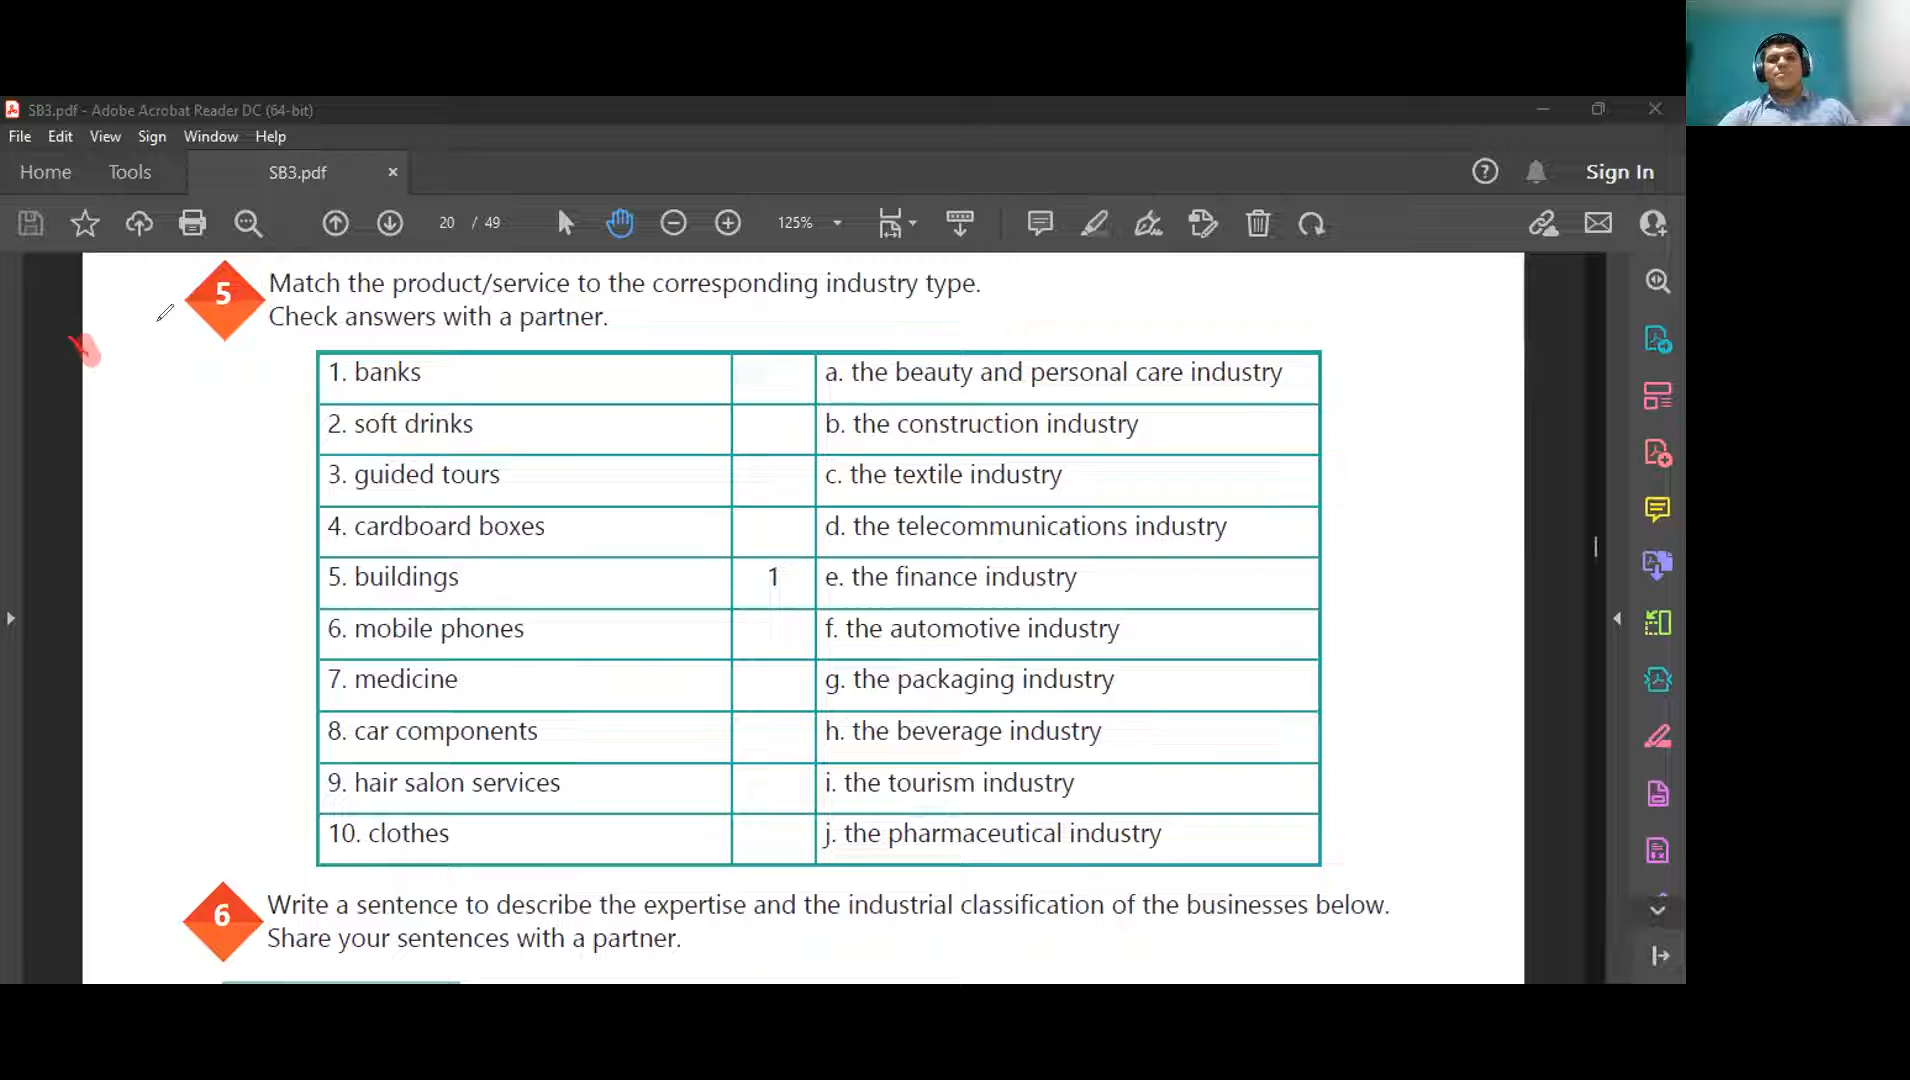 SB3.pdf - Adobe Acrobat Reader DC (64-bit)
File Edit View Sign Window Help
Home Tools SB3.pdf × Sign In
20 / 49 125%
5 Match the product/service to the corresponding industry type.
Check answers with a partner.
1. banks a. the beauty and personal care industry
2. soft drinks b. the construction industry
3. guided tours c. the textile industry
4. cardboard boxes d. the telecommunications industry
5. buildings 1 e. the finance industry
6. mobile phones f. the automotive industry
7. medicine g. the packaging industry
8. car components h. the beverage industry
9. hair salon services i. the tourism industry
10. clothes j. the pharmaceutical industry
6 Write a sentence to describe the expertise and the industrial classification of the businesses below.
Share your sentences with a partner.